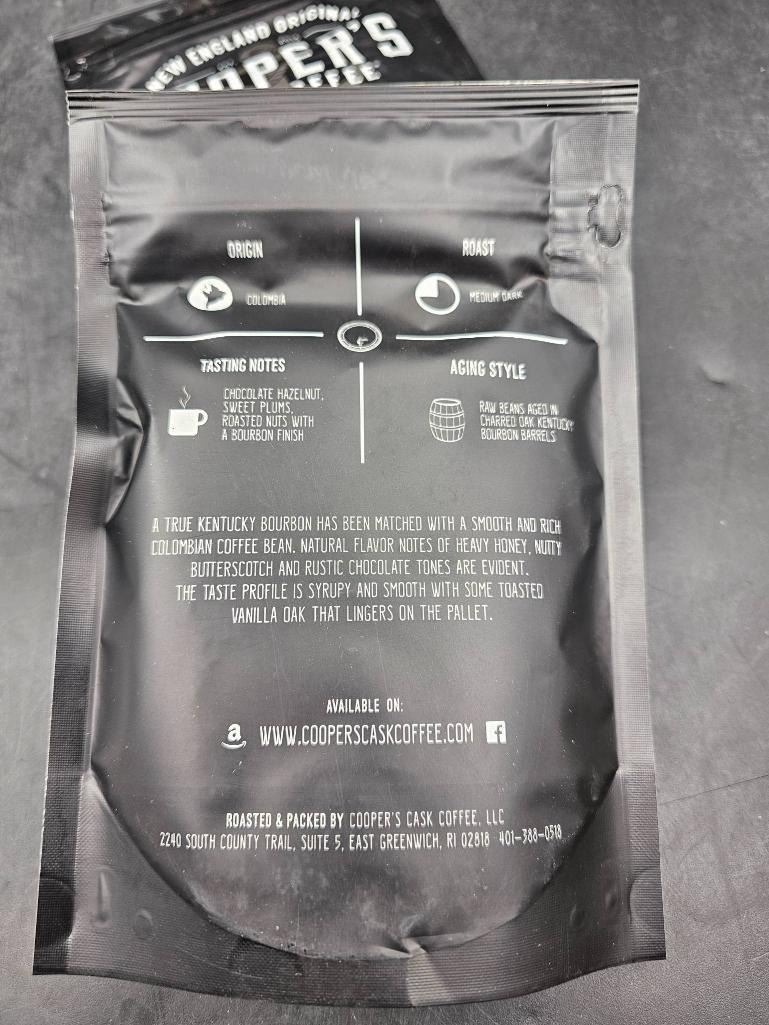 NEW ENGLAND ORIGINAL
COOPER'S
COFFEE
ORIGIN
COLOMBIA
ROAST
MEDIUM DARK
TASTING NOTES
CHOCOLATE HAZELNUT,
SWEET PLUMS,
ROASTED NUTS WITH
A BOURBON FINISH
AGING STYLE
RAW BEANS AGED IN
CHARRED OAK KENTUCKY
BOURBON BARRELS
A TRUE KENTUCKY BOURBON HAS BEEN MATCHED WITH A SMOOTH AND RICH
COLOMBIAN COFFEE BEAN. NATURAL FLAVOR NOTES OF HEAVY HONEY, NUTTY
BUTTERSCOTCH AND RUSTIC CHOCOLATE TONES ARE EVIDENT.
THE TASTE PROFILE IS SYRUPY AND SMOOTH WITH SOME TOASTED
VANILLA OAK THAT LINGERS ON THE PALLET.
AVAILABLE ON:
a WWW.COOPERSCASKCOFFEE.COM f
ROASTED & PACKED BY COOPER'S CASK COFFEE, LLC
2240 SOUTH COUNTY TRAIL, SUITE 5, EAST GREENWICH, RI 02818 401-388-0518